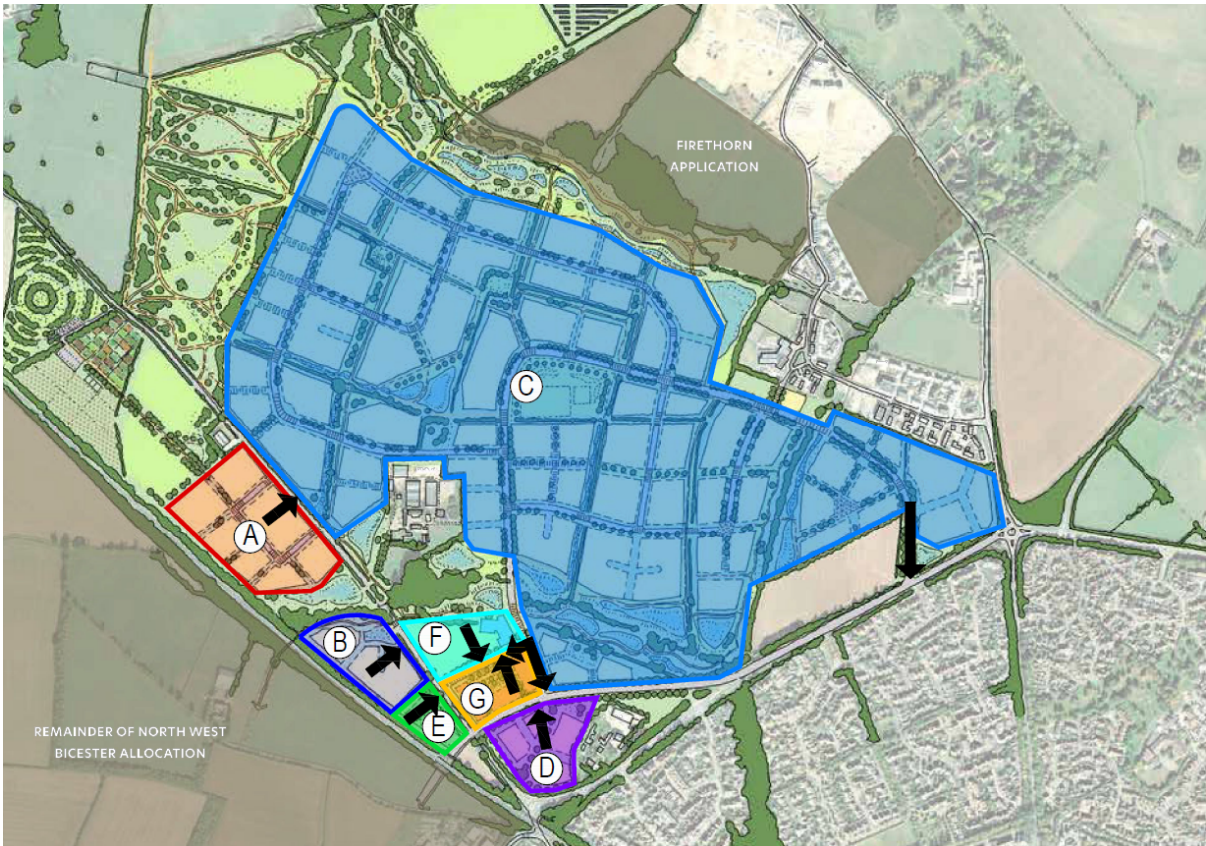 FIRETHORN
APPLICATION
C
A
B
F
G
E
D
REMAINDER OF NORTH WEST
BICESTER ALLOCATION